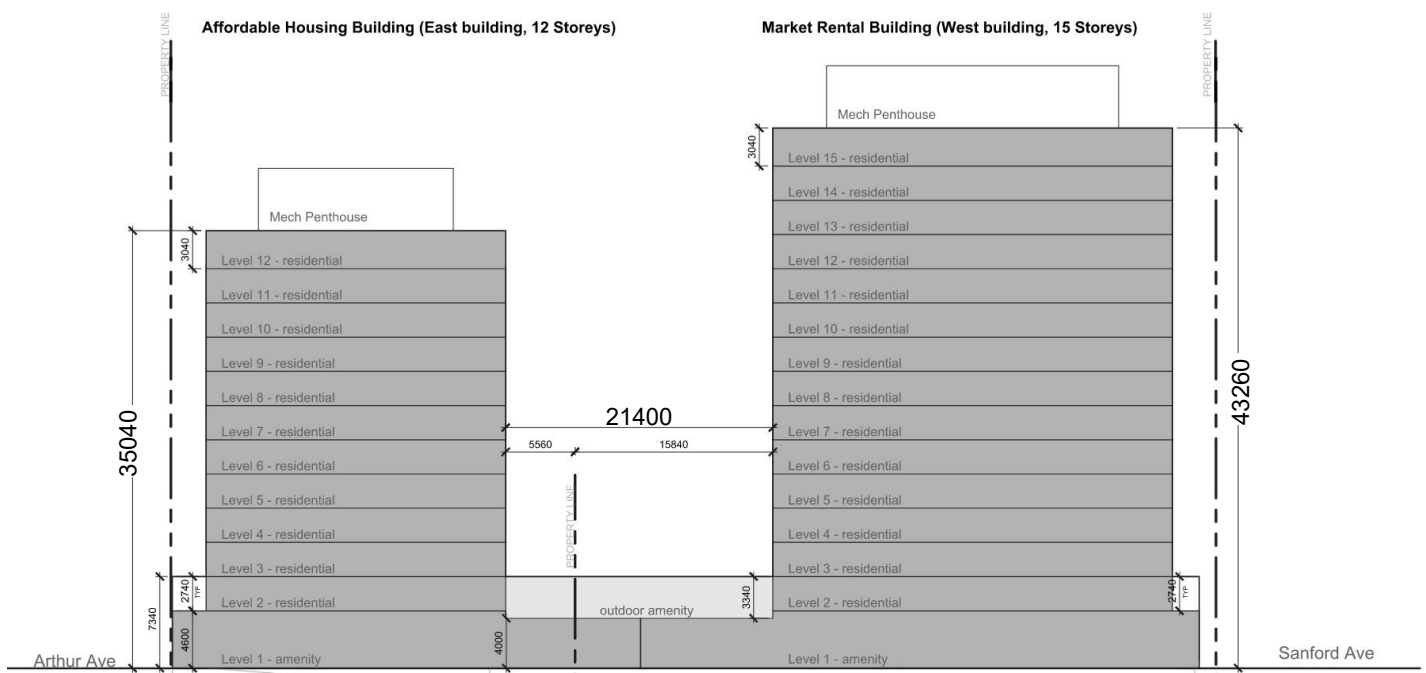 Affordable Housing Building (East building, 12 Storeys)
Market Rental Building (West building, 15 Storeys)
PROPERTY LINE
PROPERTY LINE
Mech Penthouse
3040
Level 15 - residential
Level 14 - residential
Level 13 - residential
Level 12 - residential
Level 11 - residential
Level 10 - residential
Level 9 - residential
Level 8 - residential
Level 7 - residential
Level 6 - residential
Level 5 - residential
Level 4 - residential
Level 3 - residential
Level 2 - residential
Level 1 - amenity
43260
2740
TYP
Sanford Ave
Mech Penthouse
3040
Level 12 - residential
Level 11 - residential
Level 10 - residential
Level 9 - residential
Level 8 - residential
Level 7 - residential
Level 6 - residential
Level 5 - residential
Level 4 - residential
Level 3 - residential
Level 2 - residential
Level 1 - amenity
35040
7340
2740
TYP
4600
4000
Arthur Ave
21400
5560
15840
PROPERTY LINE
outdoor amenity
3340